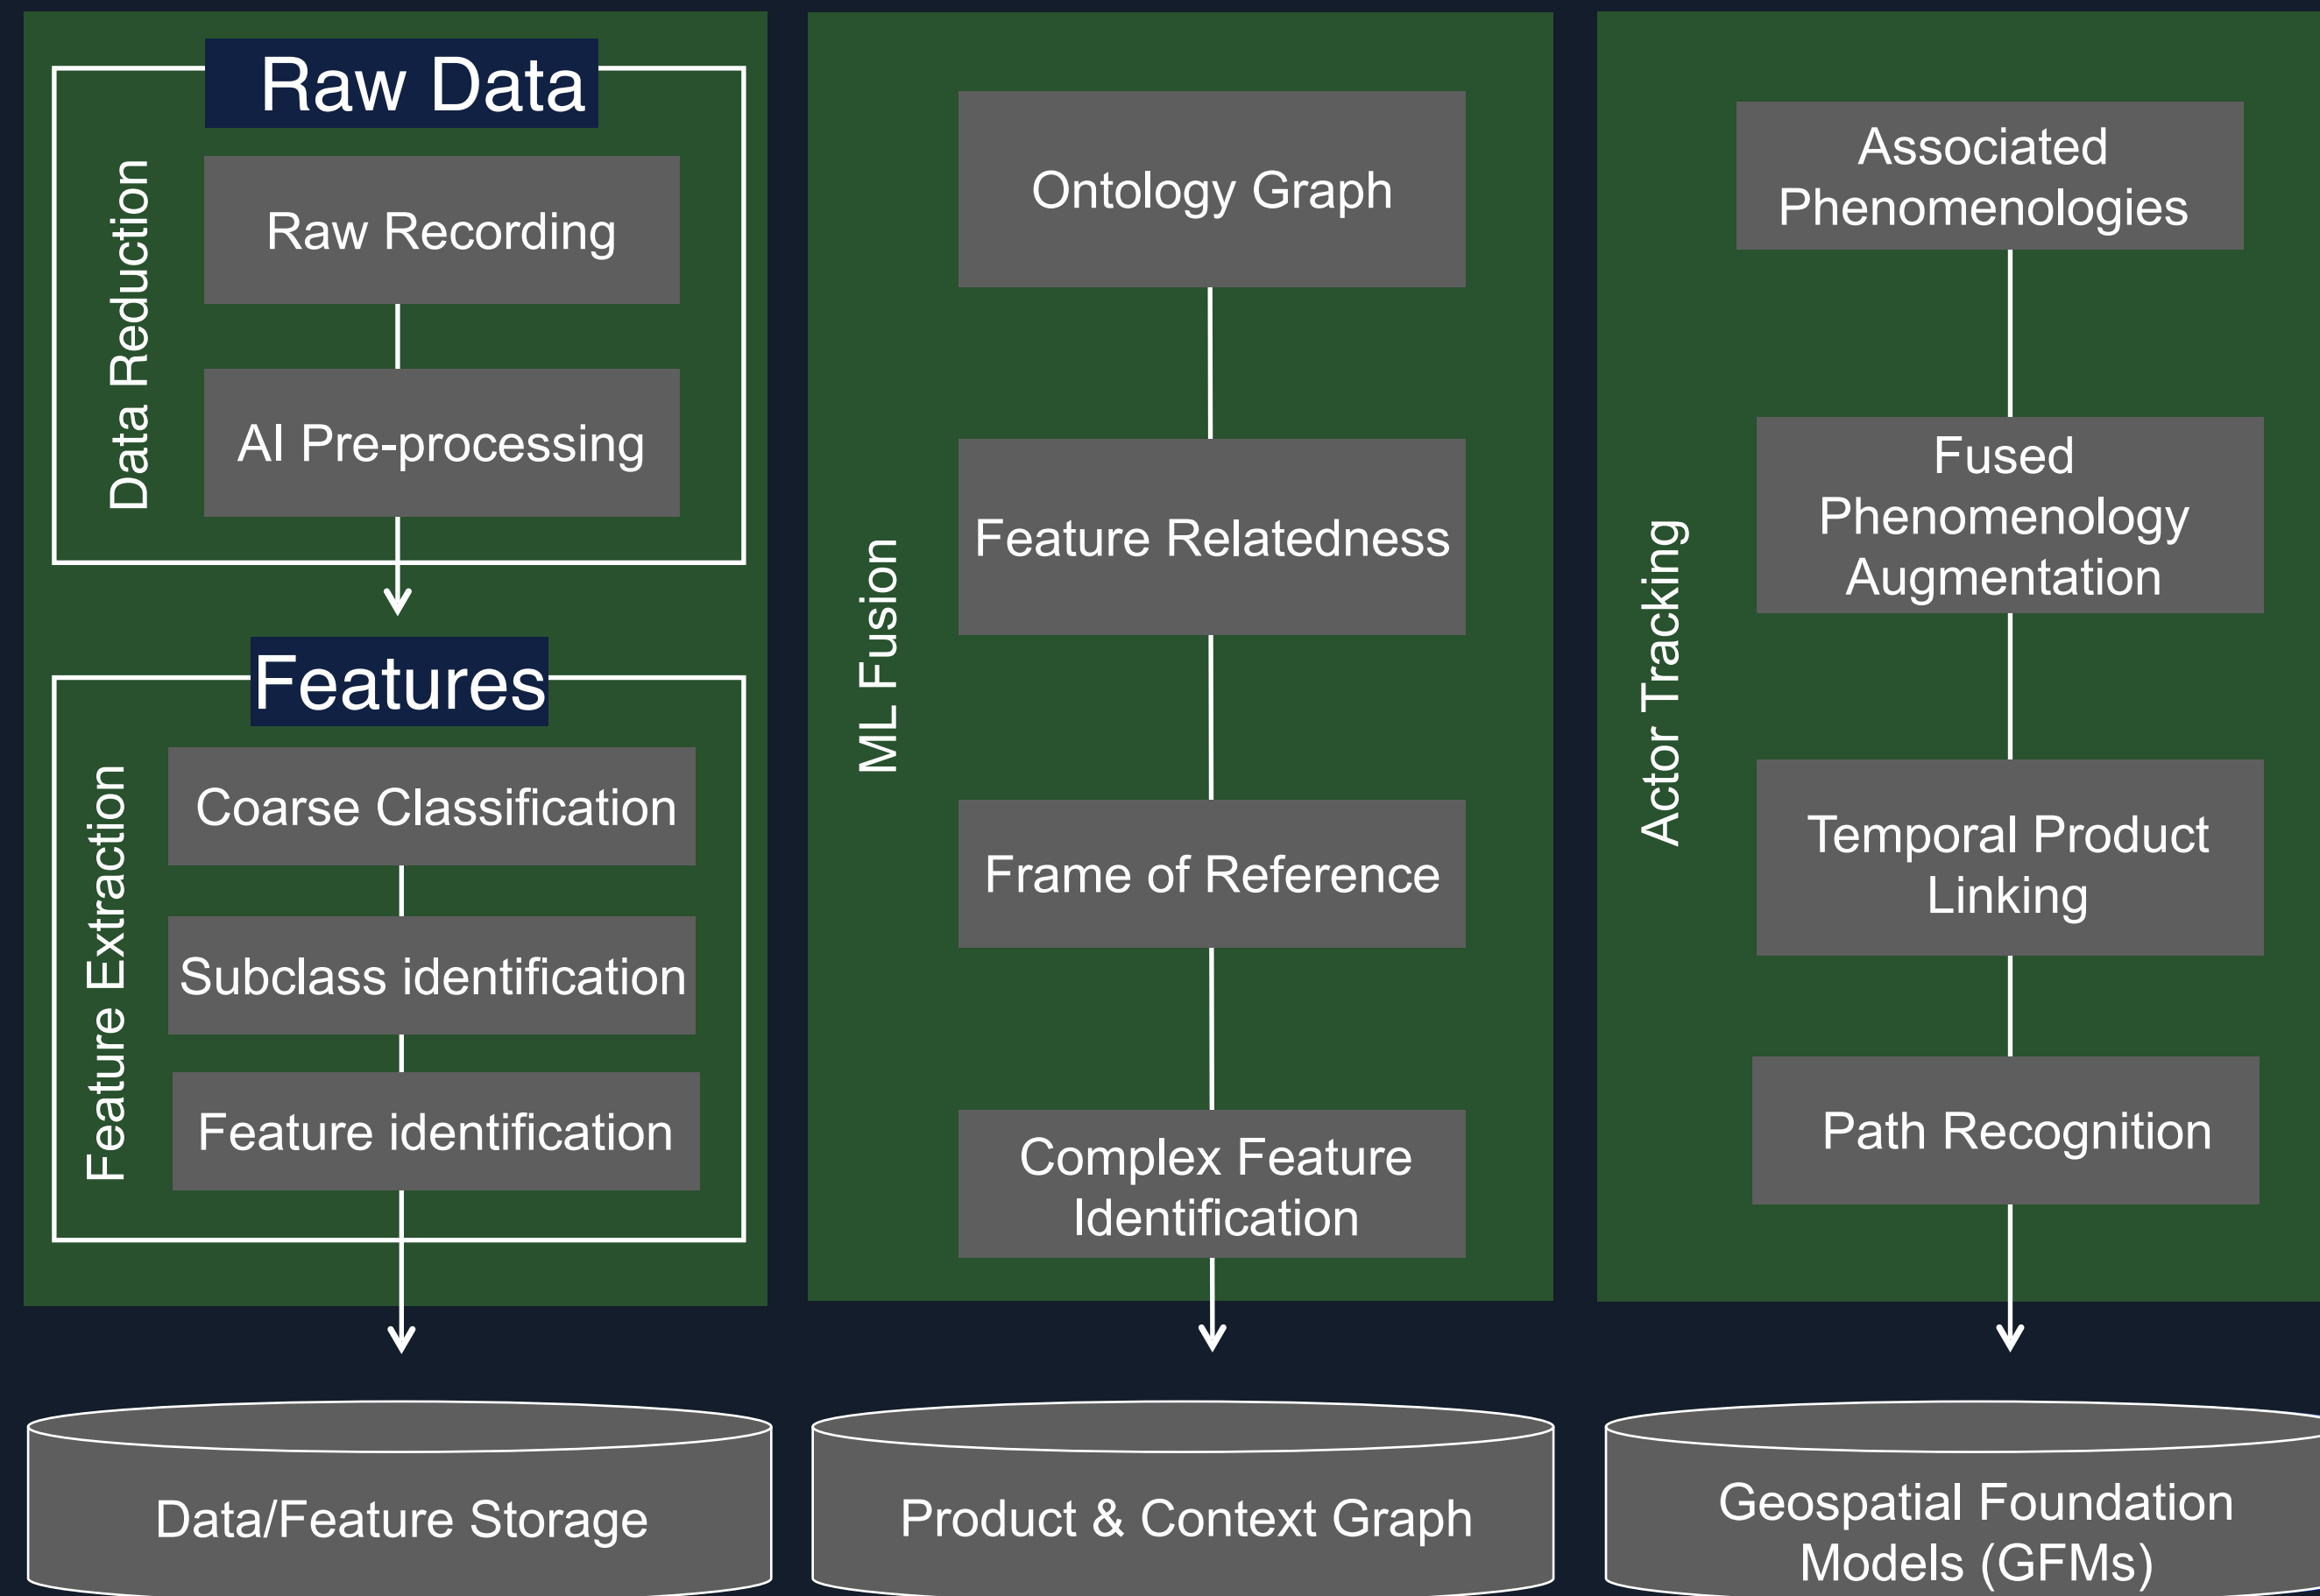 Raw Data
Data Reduction
Raw Recording
AI Pre-processing
Features
Feature Extraction
Coarse Classification
Subclass identification
Feature identification
Data/Feature Storage
ML Fusion
Ontology Graph
Feature Relatedness
Frame of Reference
Complex Feature
Identification
Product & Context Graph
Actor Tracking
Associated
Phenomenologies
Fused
Phenomenology
Augmentation
Temporal Product
Linking
Path Recognition
Geospatial Foundation
Models (GFMs)